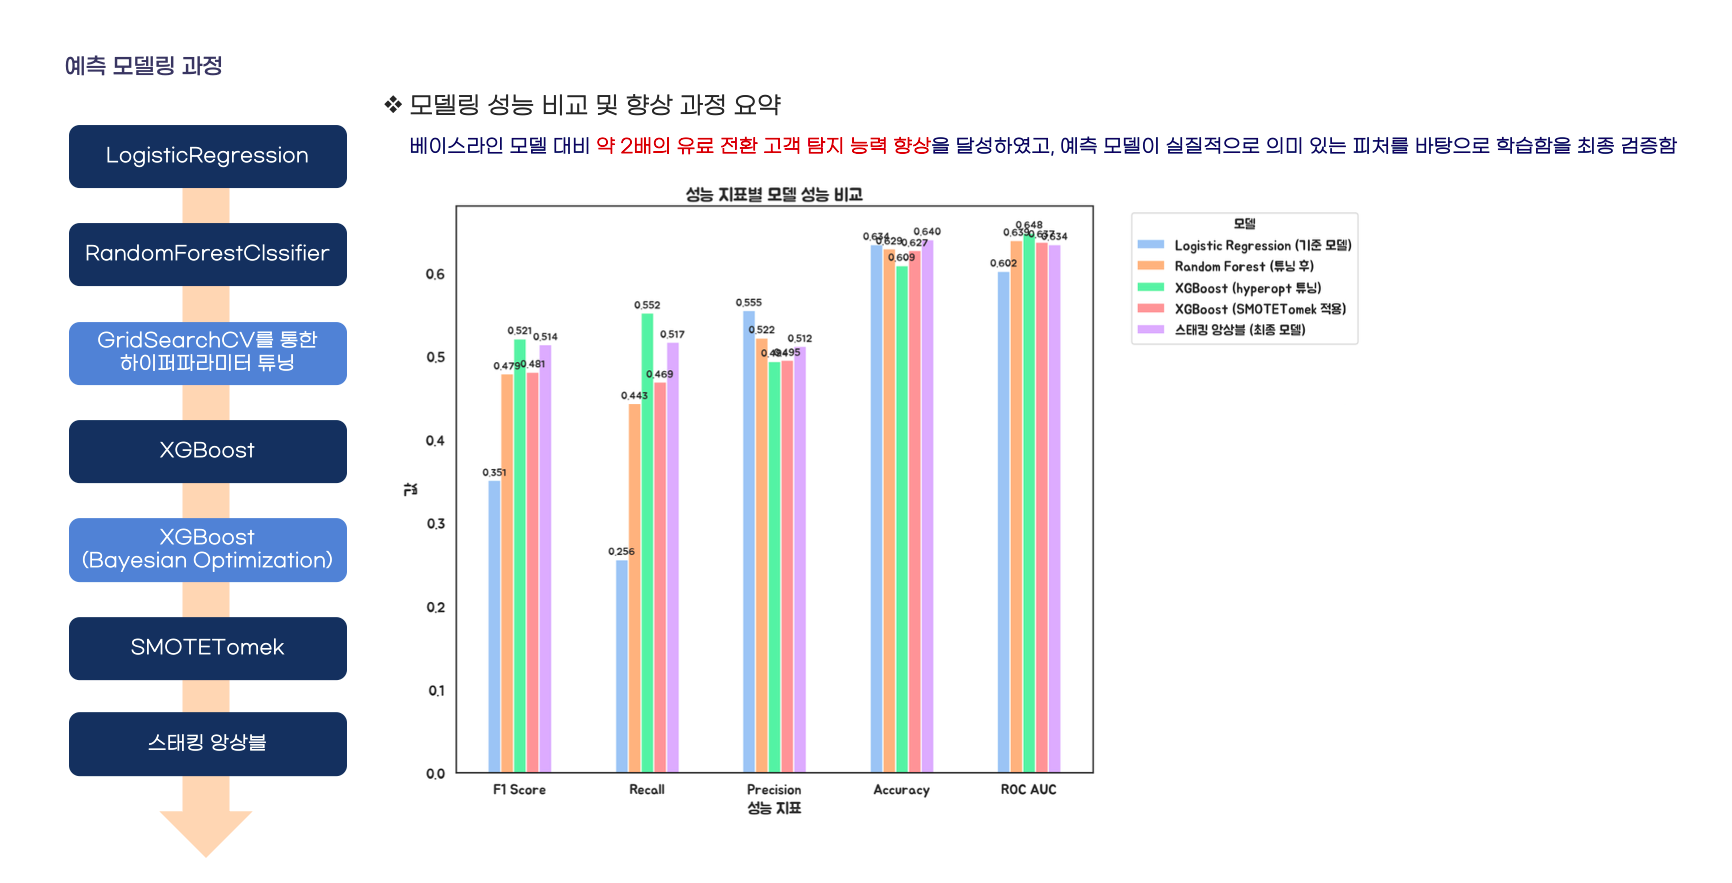 예측 모델링 과정
LogisticRegression
RandomForestClssifier
GridSearchCV를 통한
하이퍼파라미터 튜닝
XGBoost
XGBoost
(Bayesian Optimization)
SMOTETomek
스태킹 앙상블
❖ 모델링 성능 비교 및 향상 과정 요약
베이스라인 모델 대비 약 2배의 유료 전환 고객 탐지 능력 향상을 달성하였고, 예측 모델이 실질적으로 의미 있는 피처를 바탕으로 학습함을 최종 검증함
성능 지표별 모델 성능 비교
값
0.6
0.5
0.4
0.3
0.2
0.1
0.0
0.351
0.479
0.521
0.481
0.514
0.256
0.443
0.552
0.469
0.517
0.555
0.522
0.495
0.512
0.634
0.629
0.609
0.627
0.640
0.602
0.639
0.648
0.637
0.634
F1 Score
Recall
Precision
Accuracy
ROC AUC
성능 지표
모델
Logistic Regression (기준 모델)
Random Forest (튜닝 후)
XGBoost (hyperopt 튜닝)
XGBoost (SMOTETomek 적용)
스태킹 앙상블 (최종 모델)